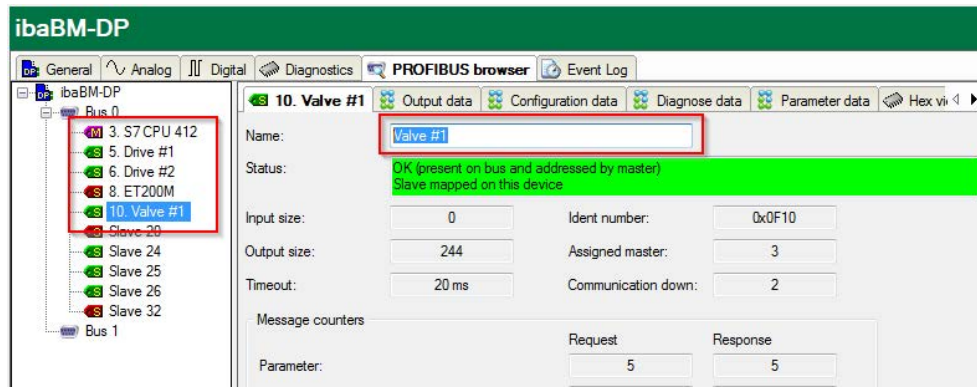 ibaBM-DP
General Analog Digital Diagnostics PROFIBUS browser Event Log
ibaBM-DP
Bus 0
3. S7 CPU 412
5. Drive #1
6. Drive #2
8. ET200M
10. Valve #1
Slave 20
Slave 24
Slave 25
Slave 26
Slave 32
Bus 1
10. Valve #1 Output data Configuration data Diagnose data Parameter data Hex vi
Name: Valve #1
Status: OK (present on bus and addressed by master)
Slave mapped on this device
Input size: 0 Ident number: 0x0F10
Output size: 244 Assigned master: 3
Timeout: 20 ms Communication down: 2
Message counters
Request Response
Parameter: 5 5